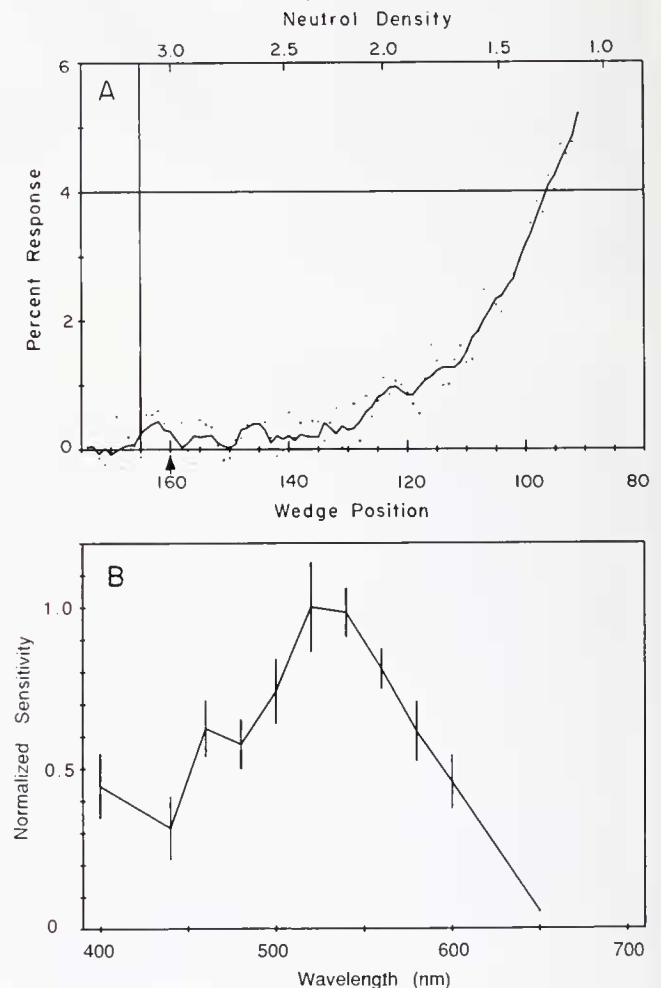 Neutrol Density
3.0 2.5 2.0 1.5 1.0
A
6
4
2
0
Percent Response
160 140 120 100 80
Wedge Position
B
1.0
0.5
0
Normalized Sensitivity
400 500 600 700
Wavelength (nm)